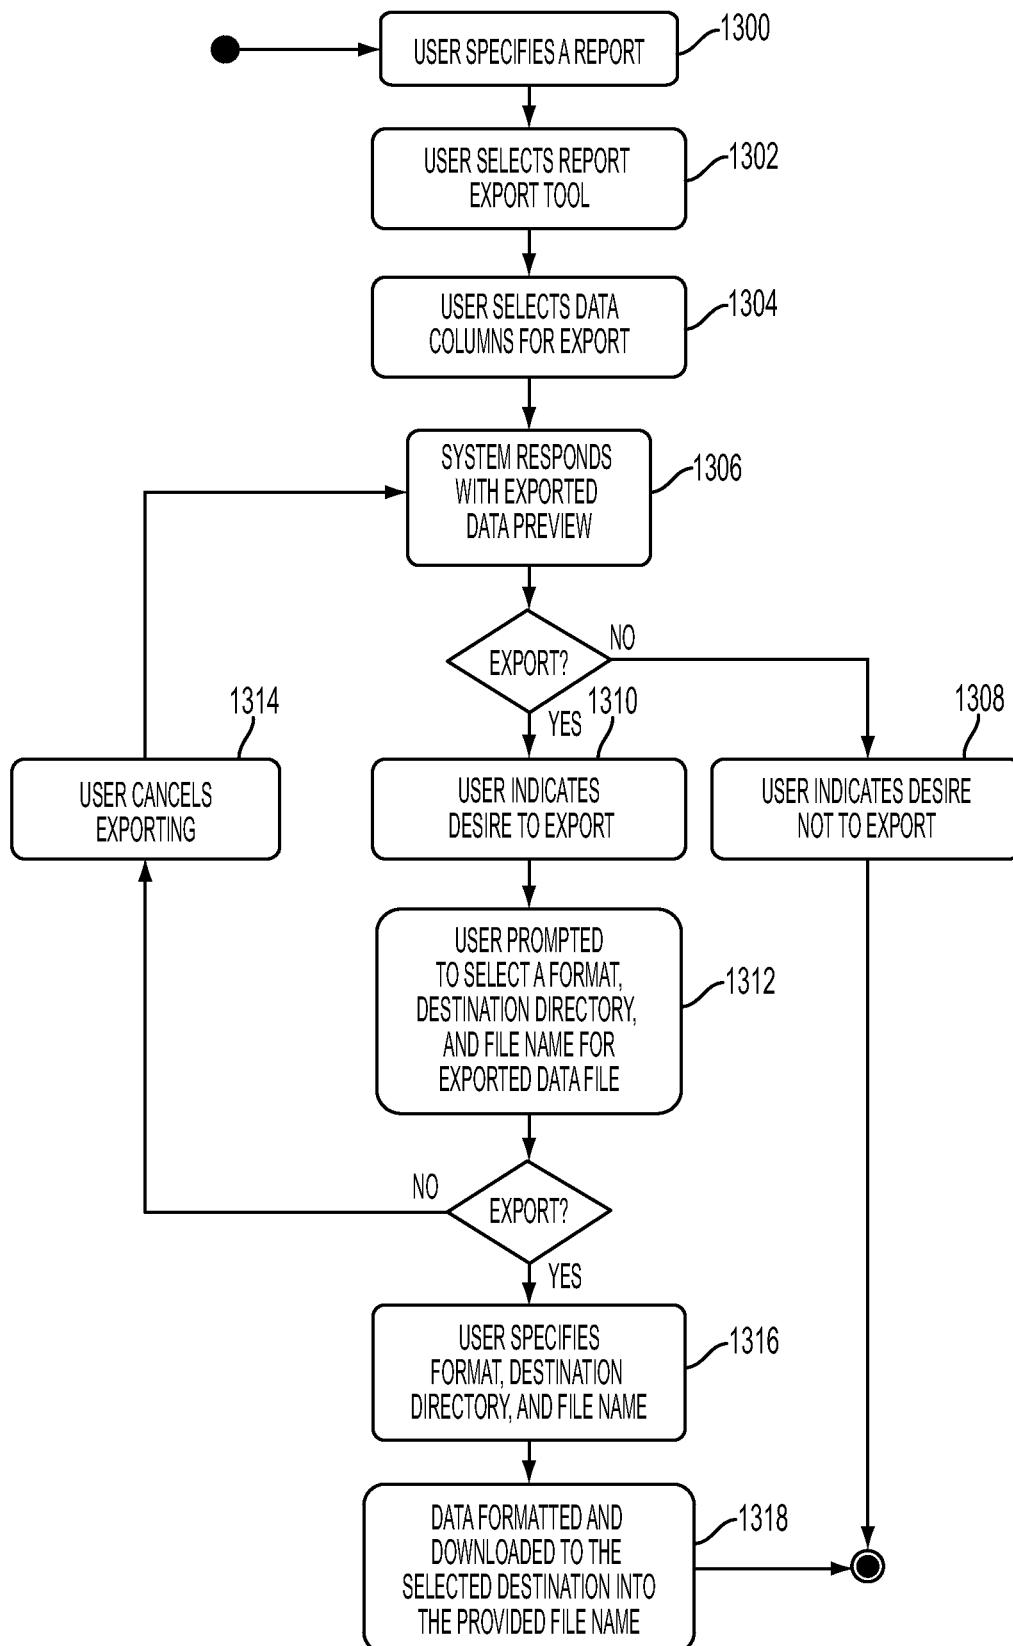 1300
USER SPECIFIES A REPORT
1302
USER SELECTS REPORT
EXPORT TOOL
1304
USER SELECTS DATA
COLUMNS FOR EXPORT
1306
SYSTEM RESPONDS
WITH EXPORTED
DATA PREVIEW
NO
EXPORT?
YES
1314
1310
1308
USER CANCELS
EXPORTING
USER INDICATES
DESIRE TO EXPORT
USER INDICATES DESIRE
NOT TO EXPORT
USER PROMPTED
TO SELECT A FORMAT,
DESTINATION DIRECTORY,
AND FILE NAME FOR
EXPORTED DATA FILE
1312
NO
EXPORT?
YES
USER SPECIFIES
FORMAT, DESTINATION
DIRECTORY, AND FILE NAME
1316
DATA FORMATTED AND
DOWNLOADED TO THE
SELECTED DESTINATION INTO
THE PROVIDED FILE NAME
1318